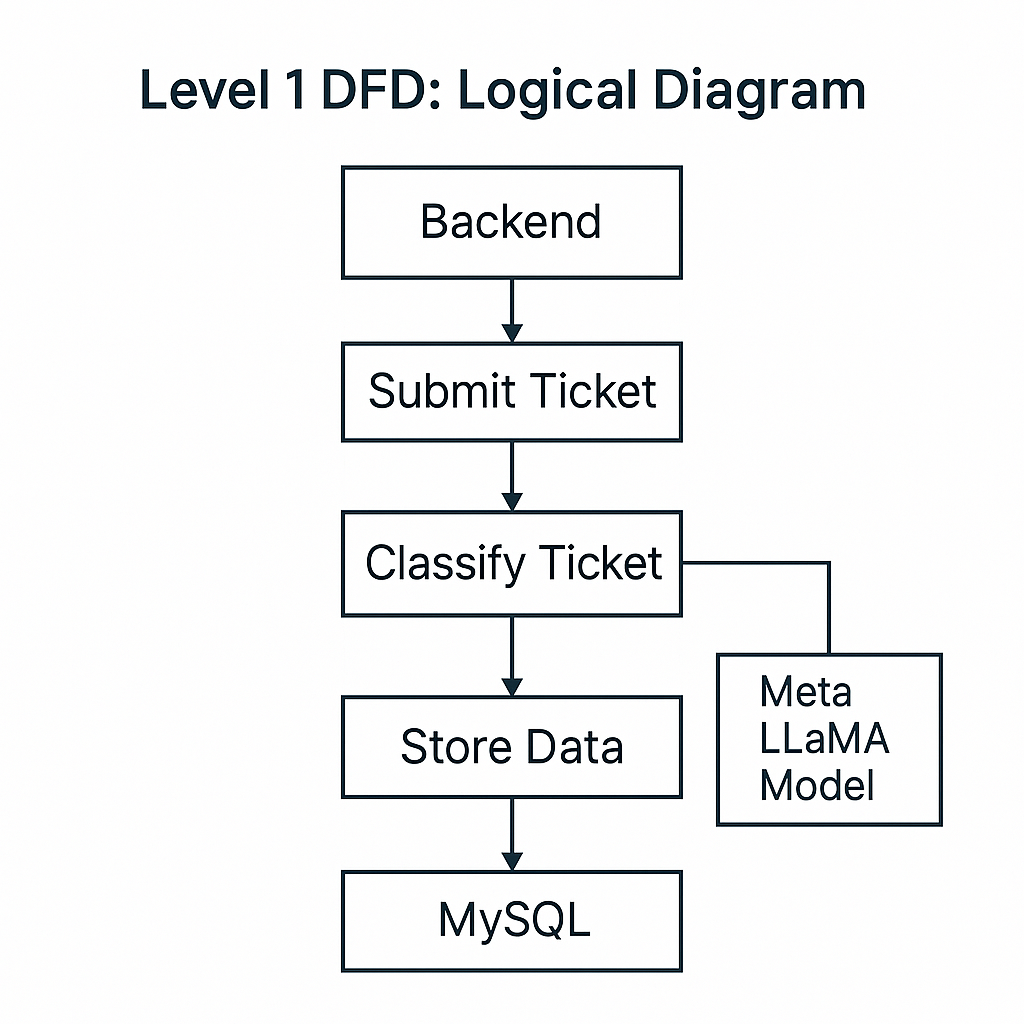 Level 1 DFD: Logical Diagram
Backend
Submit Ticket
Classify Ticket
Meta
LLaMA
Model
Store Data
MySQL